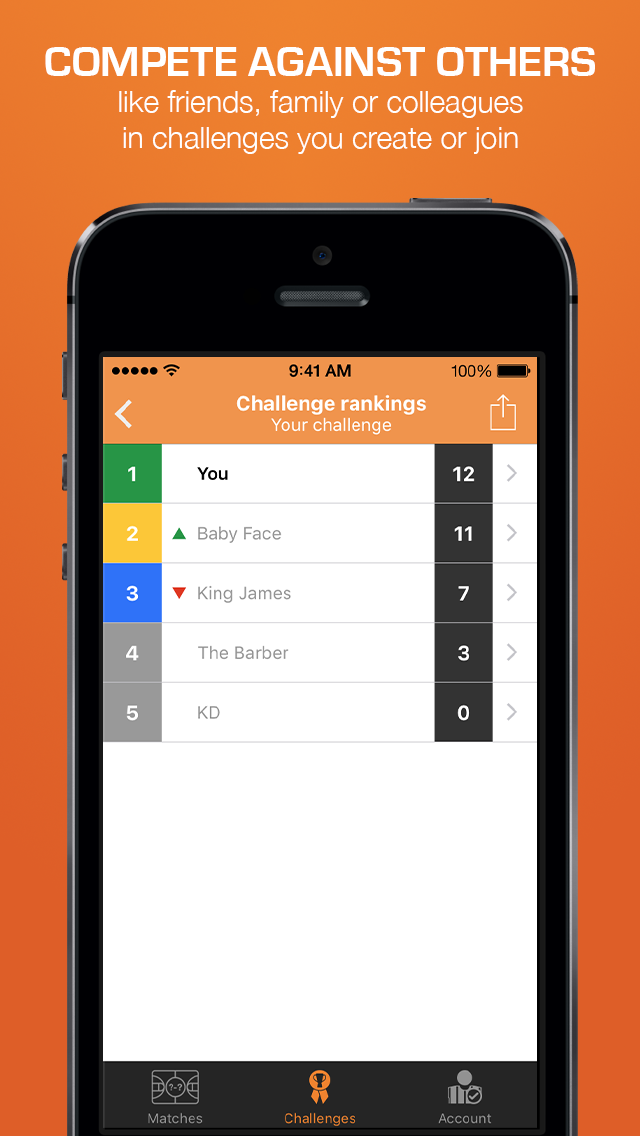 COMPETE AGAINST OTHERS
like friends, family or colleagues
in challenges you create or join
9:41 AM 100%
Challenge rankings
Your challenge
1 You 12
2 Baby Face 11
3 King James 7
4 The Barber 3
5 KD 0
?-?
Matches Challenges Account